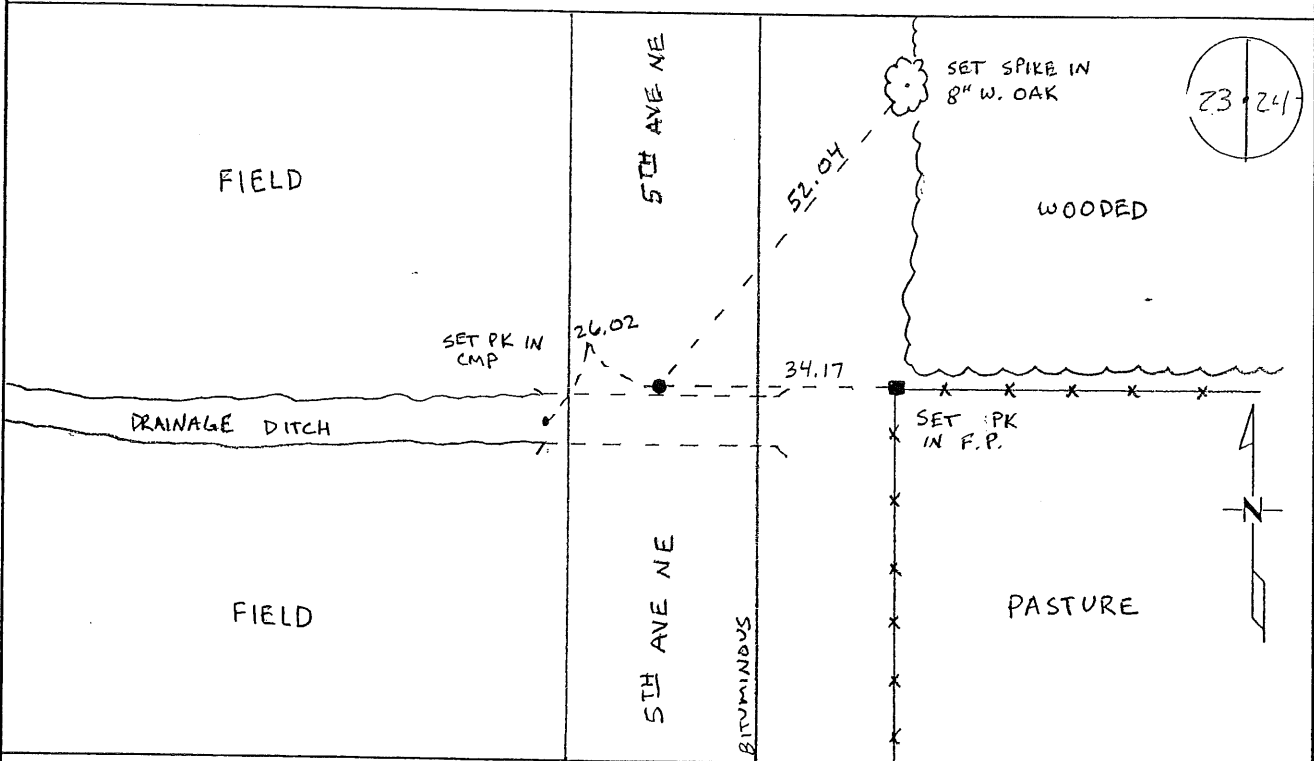 5TH AVE NE
SET SPIKE IN
8" W. OAK
23 24
FIELD
52.04
WOODED
SET PK IN
CMP
26.02
34.17
DRAINAGE DITCH
SET PK
IN F.P.
N
FIELD
5TH AVE NE
BITUMINOUS
PASTURE